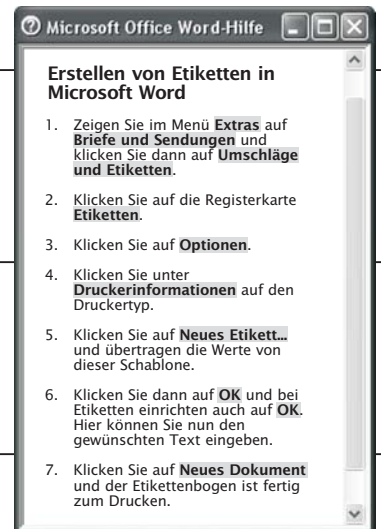 Microsoft Office Word-Hilfe
Erstellen von Etiketten in
Microsoft Word
1. Zeigen Sie im Menü Extras auf
Briefe und Sendungen und
klicken Sie dann auf Umschläge
und Etiketten.
2. Klicken Sie auf die Registerkarte
Etiketten.
3. Klicken Sie auf Optionen.
4. Klicken Sie unter
Druckerinformationen auf den
Druckertyp.
5. Klicken Sie auf Neues Etikett...
und übertragen die Werte von
dieser Schablone.
6. Klicken Sie dann auf OK und bei
Etiketten einrichten auch auf OK.
Hier können Sie nun den
gewünschten Text eingeben.
7. Klicken Sie auf Neues Dokument
und der Etikettenbogen ist fertig
zum Drucken.